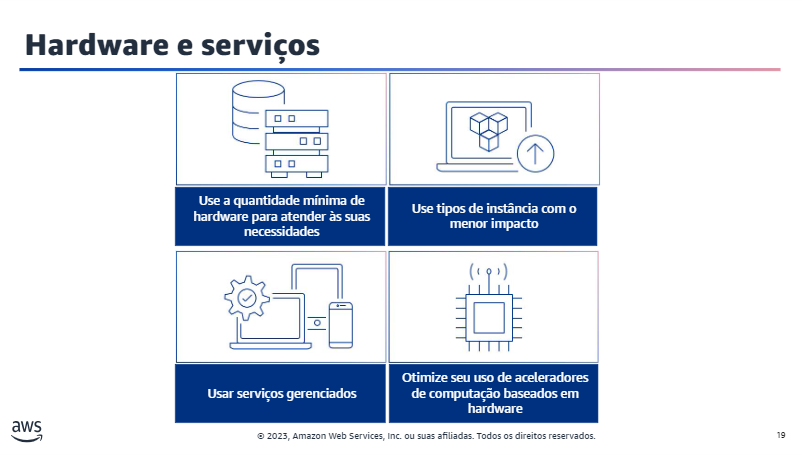 Hardware e serviços
Use a quantidade mínima de
hardware para atender às suas
necessidades
Use tipos de instância com o
menor impacto
Usar serviços gerenciados
Otimize seu uso de aceleradores
de computação baseados em
hardware
aws
© 2023, Amazon Web Services, Inc. ou suas afiliadas. Todos os direitos reservados.
19